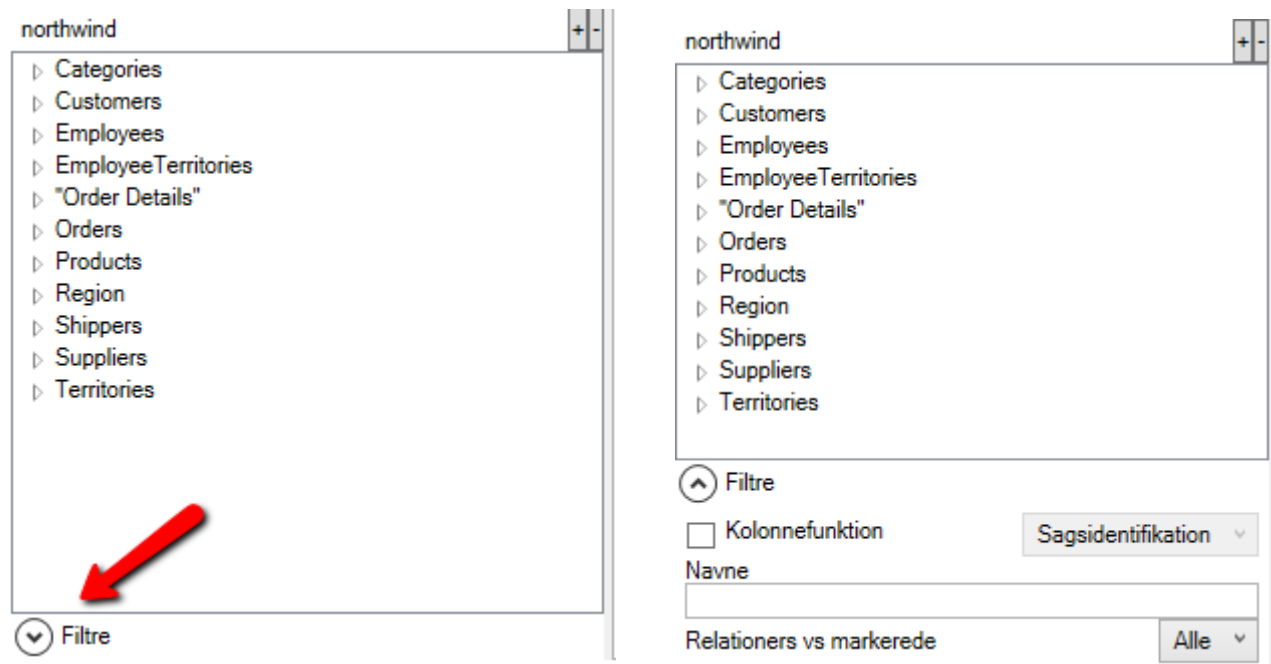 northwind + -
Categories
Customers
Employees
EmployeeTerritories
"Order Details"
Orders
Products
Region
Shippers
Suppliers
Territories
Filtre
northwind + -
Categories
Customers
Employees
EmployeeTerritories
"Order Details"
Orders
Products
Region
Shippers
Suppliers
Territories
Filtre
Kolonnefunktion Sagsidentifikation
Navne
Relationers vs markerede Alle